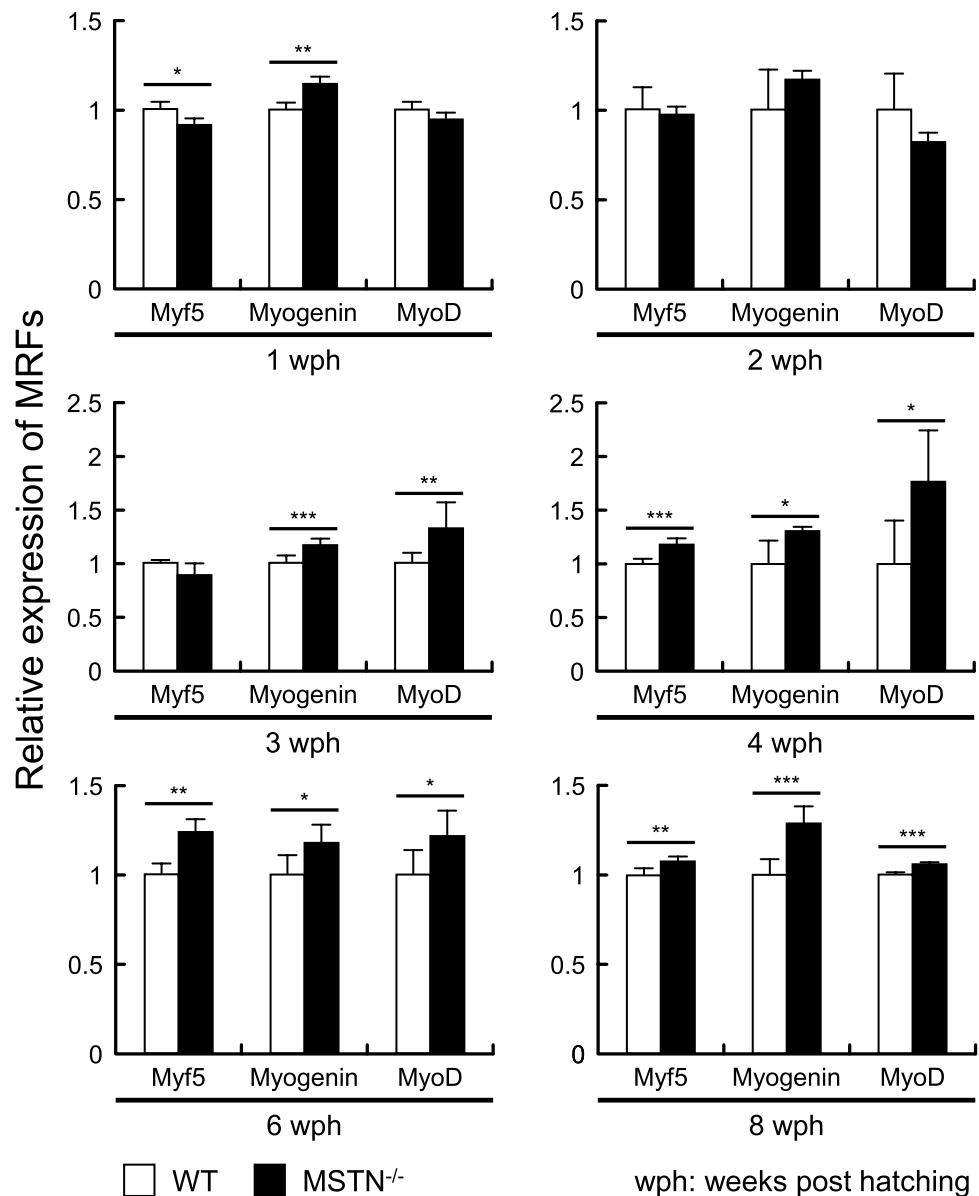 Relative expression of MRFs
1.5
1
0.5
0
*
**
Myf5 Myogenin MyoD
1 wph
1.5
1
0.5
0
Myf5 Myogenin MyoD
2 wph
2.5
2
1.5
1
0.5
0
***
**
Myf5 Myogenin MyoD
3 wph
2.5
2
1.5
1
0.5
0
***
*
*
Myf5 Myogenin MyoD
4 wph
1.5
1
0.5
0
**
*
*
Myf5 Myogenin MyoD
6 wph
1.5
1
0.5
0
**
***
***
Myf5 Myogenin MyoD
8 wph
WT MSTN-/- wph: weeks post hatching